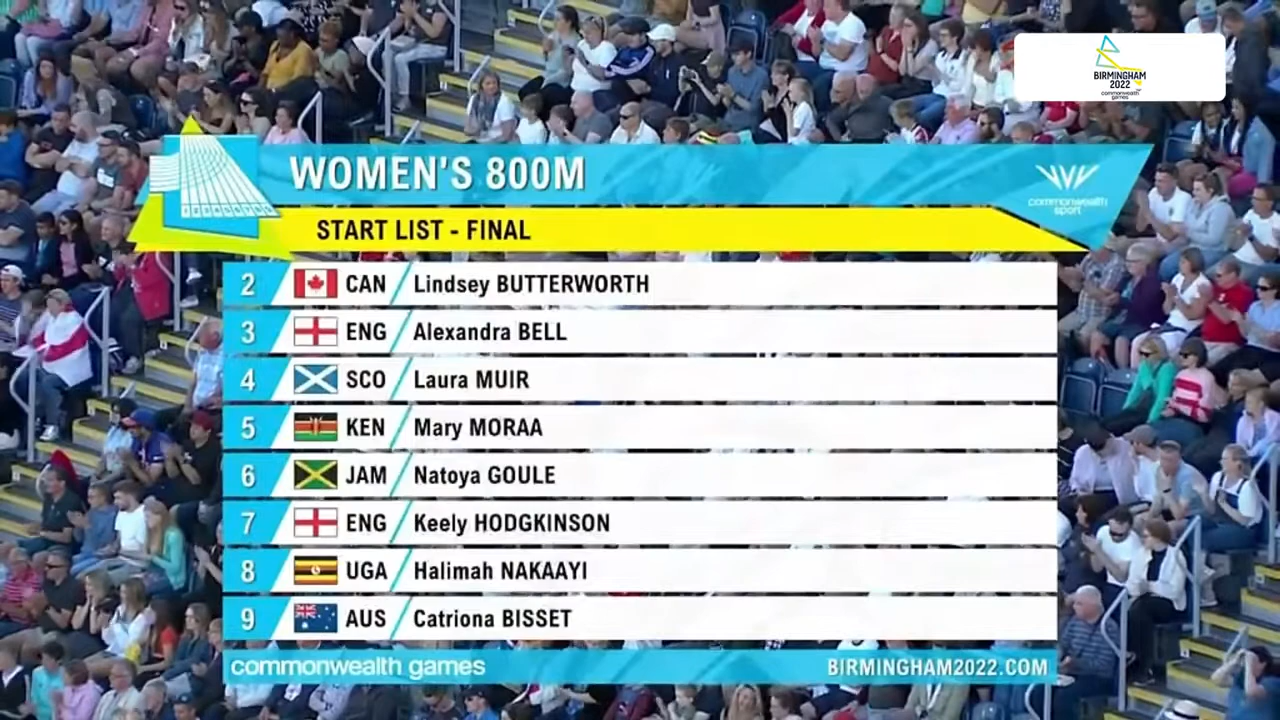 BIRMINGHAM
2022
commonwealth
games
WOMEN'S 800M
commonwealth
sport
START LIST - FINAL
2 CAN Lindsey BUTTERWORTH
3 ENG Alexandra BELL
4 SCO Laura MUIR
5 KEN Mary MORAA
6 JAM Natoya GOULE
7 ENG Keely HODGKINSON
8 UGA Halimah NAKAAYI
9 AUS Catriona BISSET
commonwealth games BIRMINGHAM2022.COM